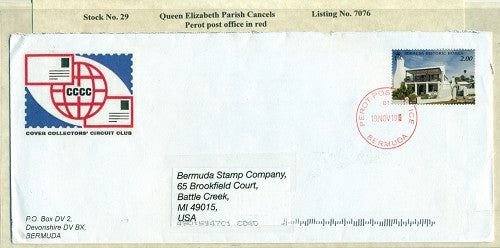 Stock No. 29 Queen Elizabeth Parish Cancels Listing No. 7076
Perot post office in red
CCCC
COVER COLLECTORS' CIRCUIT CLUB
HISTORIC HOMES
2.00
PEROT POST OFFICE
BERMUDA
Bermuda Stamp Company,
65 Brookfield Court,
Battle Creek,
MI 49015,
USA
P.O. Box DV 2,
Devonshire DV BX,
BERMUDA